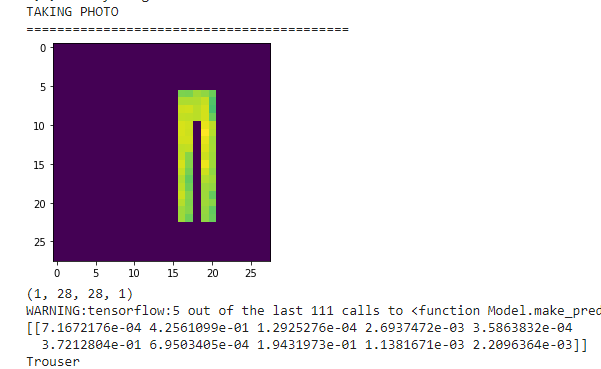 TAKING PHOTO
==========================================
0
5
10
15
20
25
0 5 10 15 20 25
(1, 28, 28, 1)
WARNING:tensorflow:5 out of the last 111 calls to <function Model.make_pred
[[7.1672176e-04 4.2561099e-01 1.2925276e-04 2.6937472e-03 3.5863832e-04
3.7212804e-01 6.9503405e-04 1.9431973e-01 1.1381671e-03 2.2096364e-03]]
Trouser